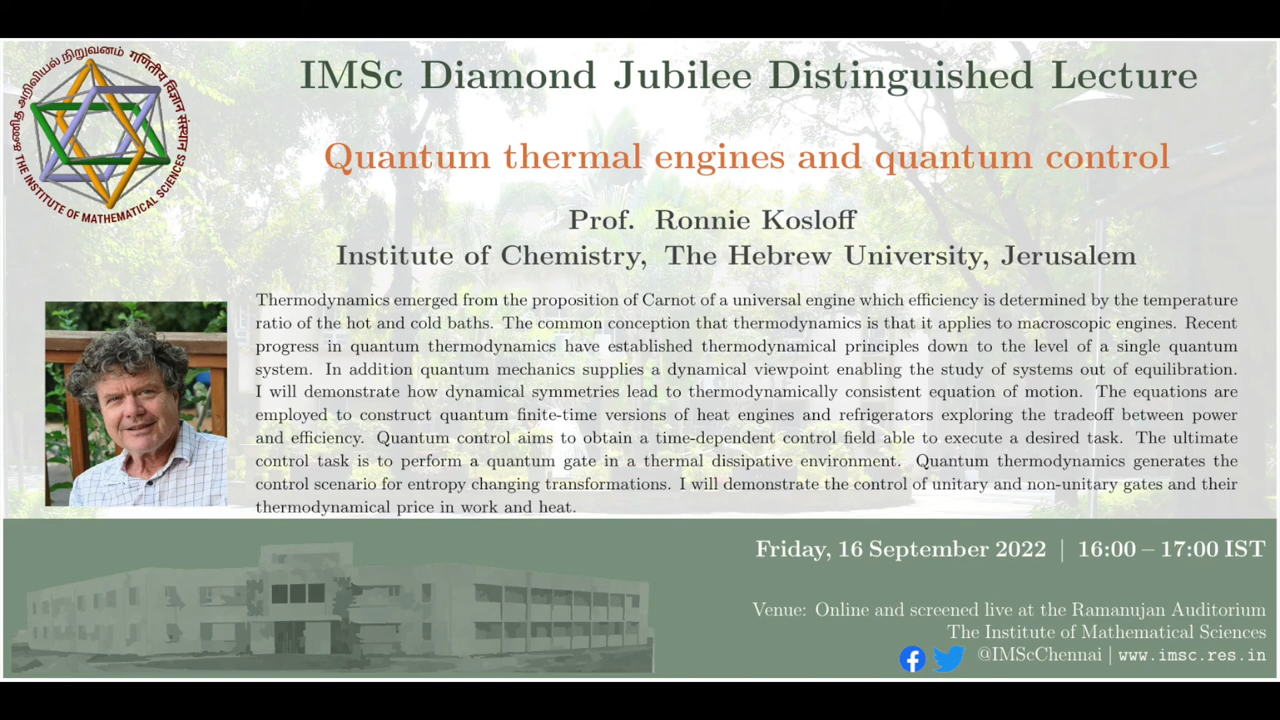 கணித அறிவியல் நிறுவனம் गणितीय विज्ञान संस्थान
THE INSTITUTE OF MATHEMATICAL SCIENCES
IMSc Diamond Jubilee Distinguished Lecture
Quantum thermal engines and quantum control
Prof. Ronnie Kosloff
Institute of Chemistry, The Hebrew University, Jerusalem
Thermodynamics emerged from the proposition of Carnot of a universal engine which efficiency is determined by the temperature
ratio of the hot and cold baths. The common conception that thermodynamics is that it applies to macroscopic engines. Recent
progress in quantum thermodynamics have established thermodynamical principles down to the level of a single quantum
system. In addition quantum mechanics supplies a dynamical viewpoint enabling the study of systems out of equilibration.
I will demonstrate how dynamical symmetries lead to thermodynamically consistent equation of motion. The equations are
employed to construct quantum finite-time versions of heat engines and refrigerators exploring the tradeoff between power
and efficiency. Quantum control aims to obtain a time-dependent control field able to execute a desired task. The ultimate
control task is to perform a quantum gate in a thermal dissipative environment. Quantum thermodynamics generates the
control scenario for entropy changing transformations. I will demonstrate the control of unitary and non-unitary gates and their
thermodynamical price in work and heat.
Friday, 16 September 2022 | 16:00 – 17:00 IST
Venue: Online and screened live at the Ramanujan Auditorium
The Institute of Mathematical Sciences
@IMScChennai | www.imsc.res.in